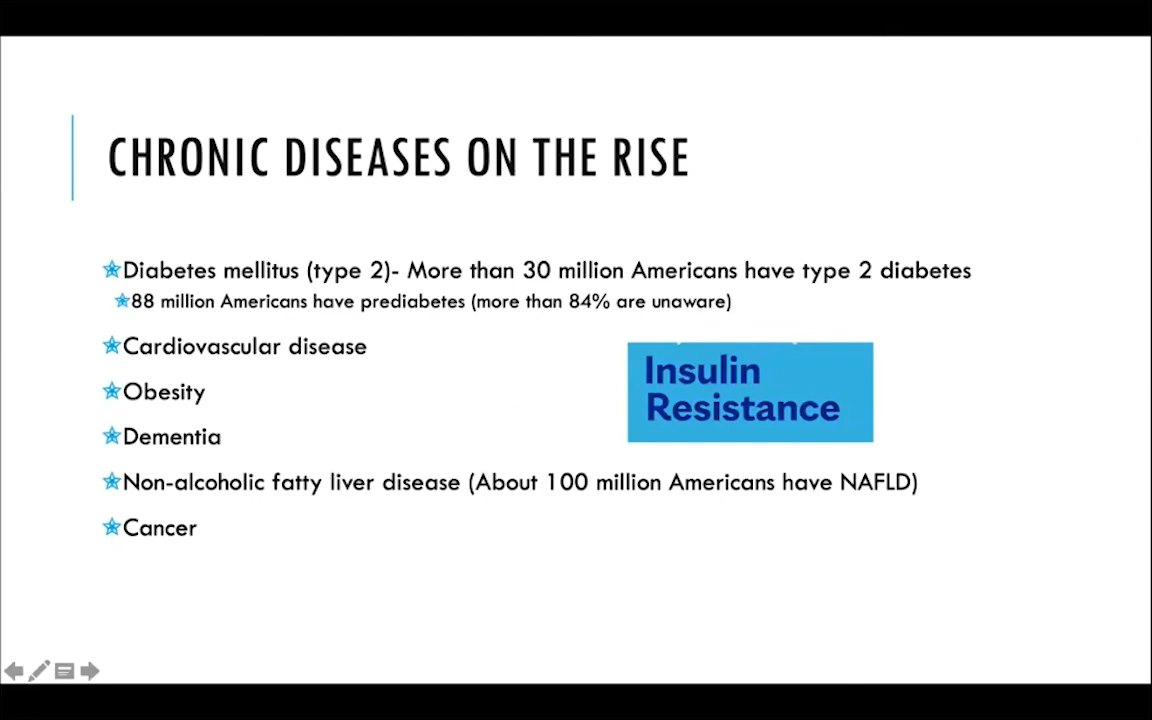 CHRONIC DISEASES ON THE RISE
Diabetes mellitus (type 2)- More than 30 million Americans have type 2 diabetes
88 million Americans have prediabetes (more than 84% are unaware)
Cardiovascular disease
Obesity
Dementia
Non-alcoholic fatty liver disease (About 100 million Americans have NAFLD)
Cancer
Insulin
Resistance